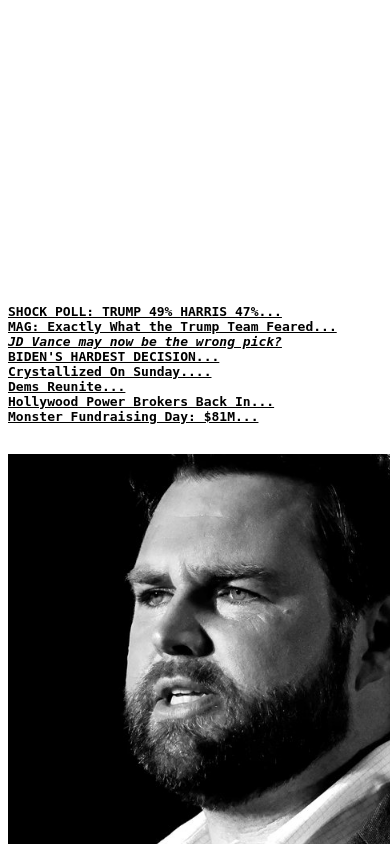 SHOCK POLL: TRUMP 49% HARRIS 47%...
MAG: Exactly What the Trump Team Feared...
JD Vance may now be the wrong pick?
BIDEN'S HARDEST DECISION...
Crystallized On Sunday....
Dems Reunite...
Hollywood Power Brokers Back In...
Monster Fundraising Day: $81M...